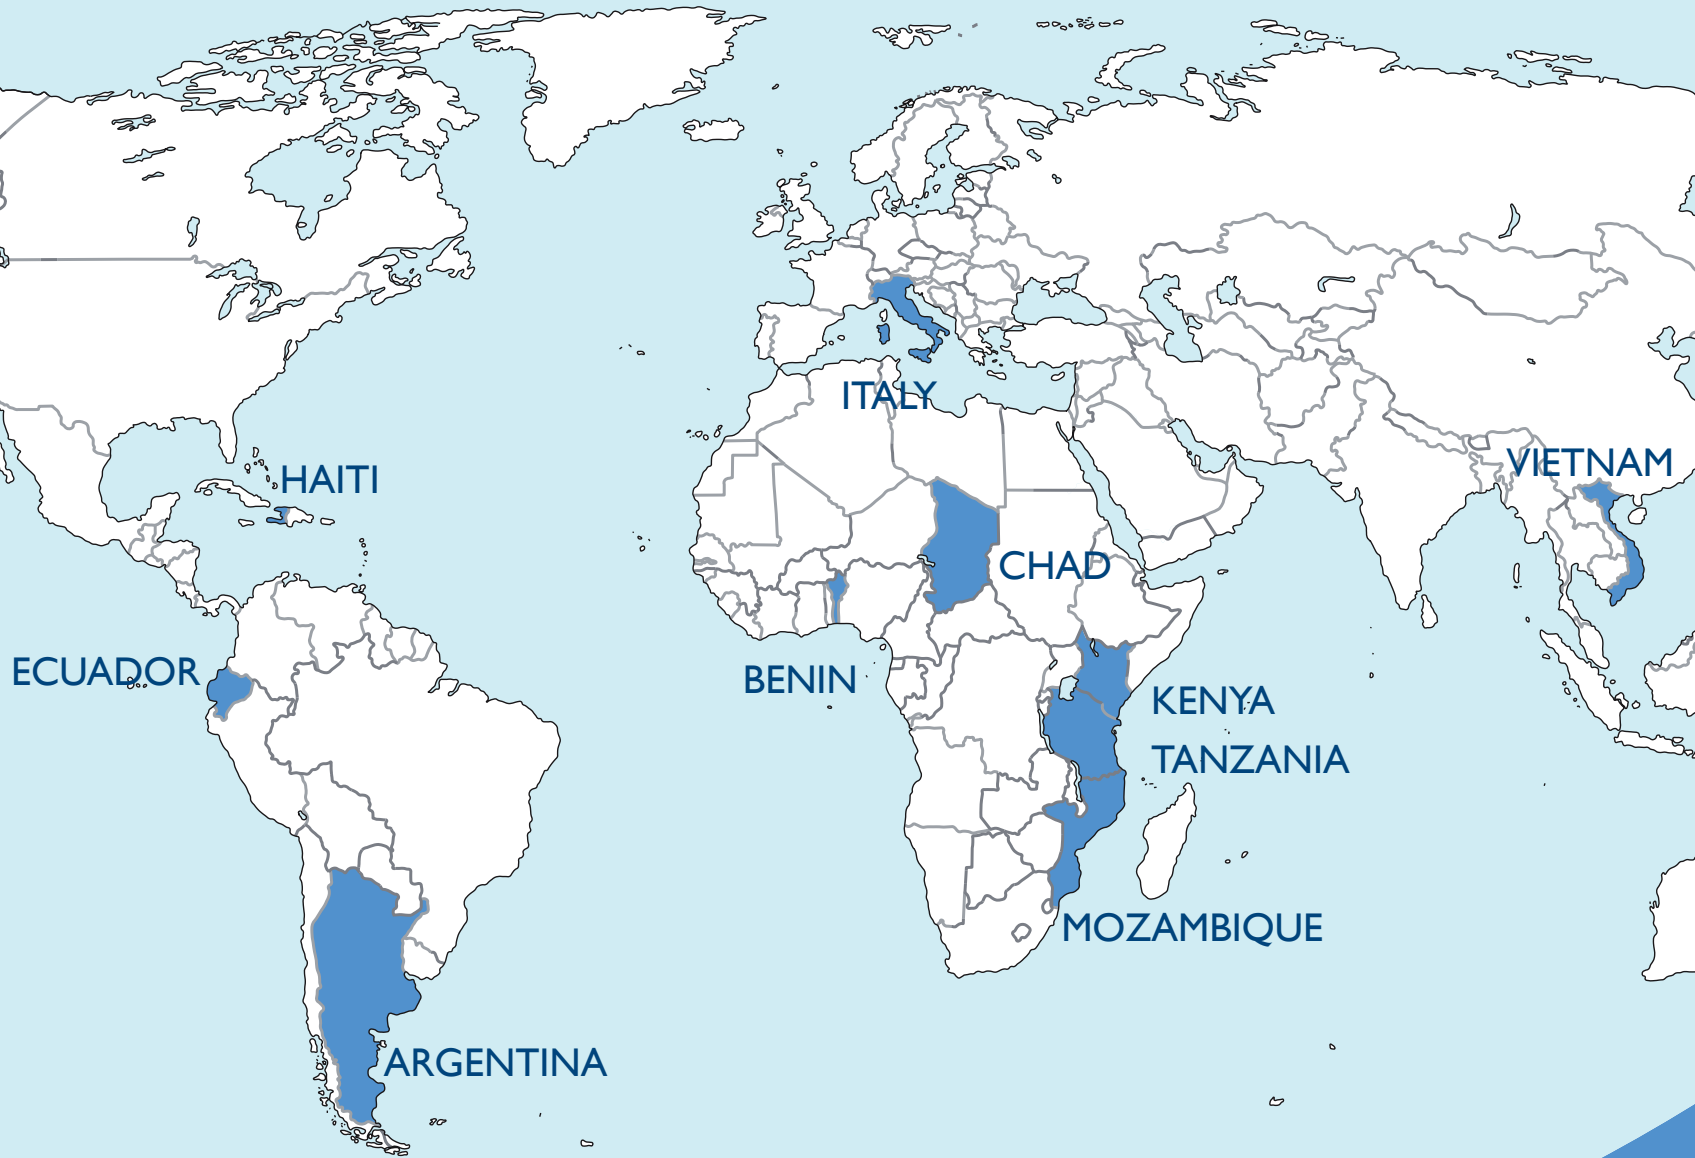 ITALY
VIETNAM
HAITI
CHAD
ECUADOR
BENIN
KENYA
TANZANIA
MOZAMBIQUE
ARGENTINA